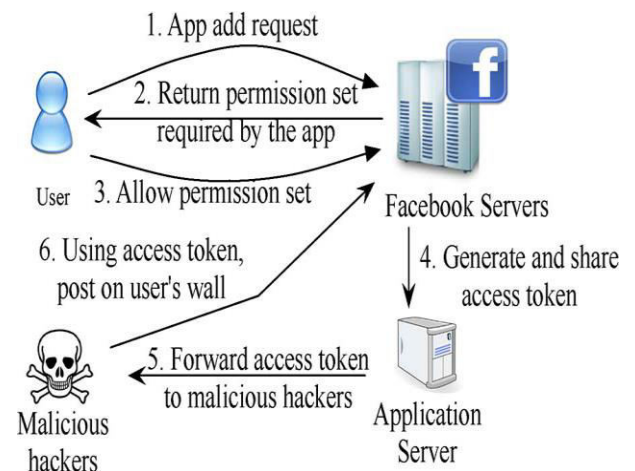 1. App add request
f
2. Return permission set
required by the app
User
3. Allow permission set
Facebook Servers
6. Using access token,
post on user's wall
4. Generate and share
access token
5. Forward access token
to malicious hackers
Malicious
hackers
Application
Server